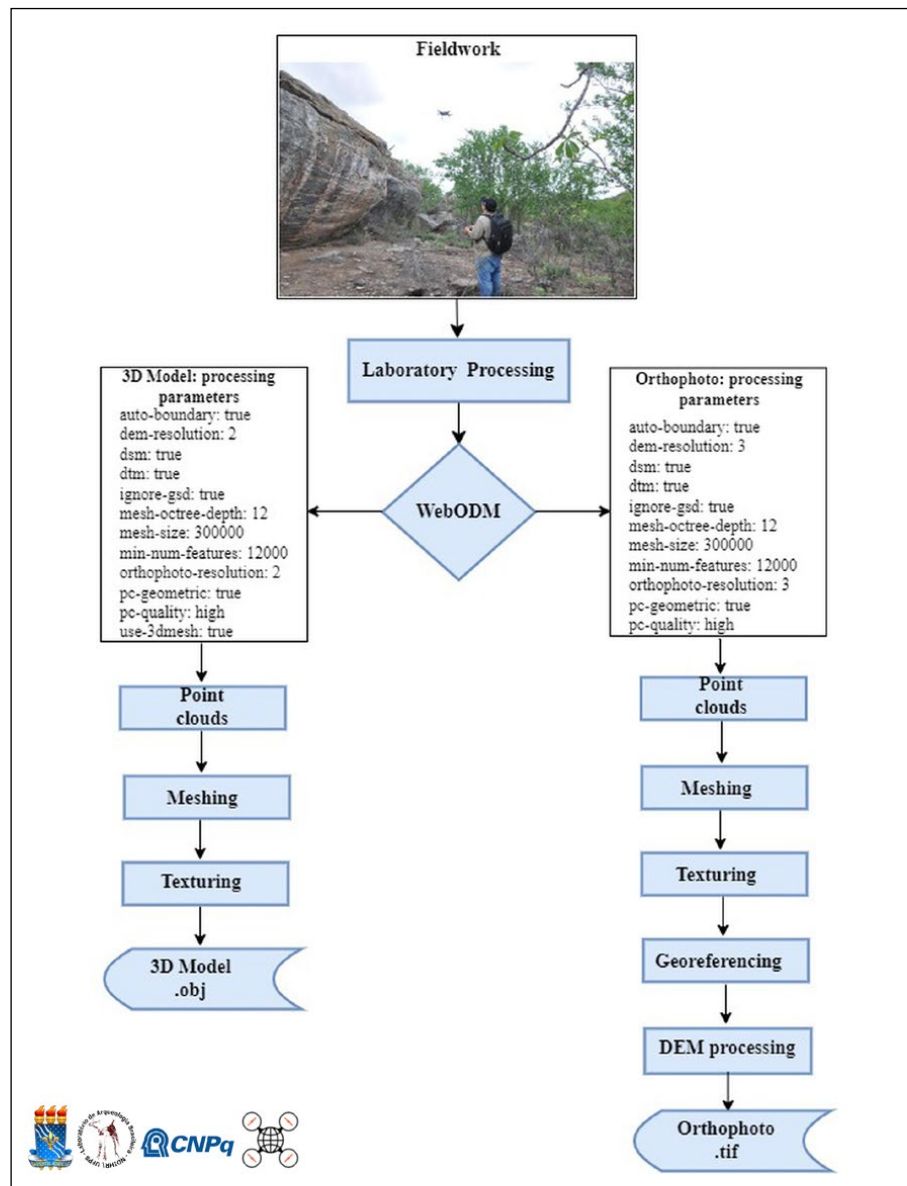 Fieldwork
Laboratory Processing
3D Model: processing
parameters
auto-boundary: true
dem-resolution: 2
dsm: true
dtm: true
ignore-gsd: true
mesh-octree-depth: 12
mesh-size: 300000
min-num-features: 12000
orthophoto-resolution: 2
pc-geometric: true
pc-quality: high
use-3dmesh: true
WebODM
Orthophoto: processing
parameters
auto-boundary: true
dem-resolution: 3
dsm: true
dtm: true
ignore-gsd: true
mesh-octree-depth: 12
mesh-size: 300000
min-num-features: 12000
orthophoto-resolution: 3
pc-geometric: true
pc-quality: high
Point
clouds
Meshing
Texturing
3D Model
.obj
Point
clouds
Meshing
Texturing
Georeferencing
DEM processing
Orthophoto
.tif
Laboratório de Arqueologia Brasileira
CNPq